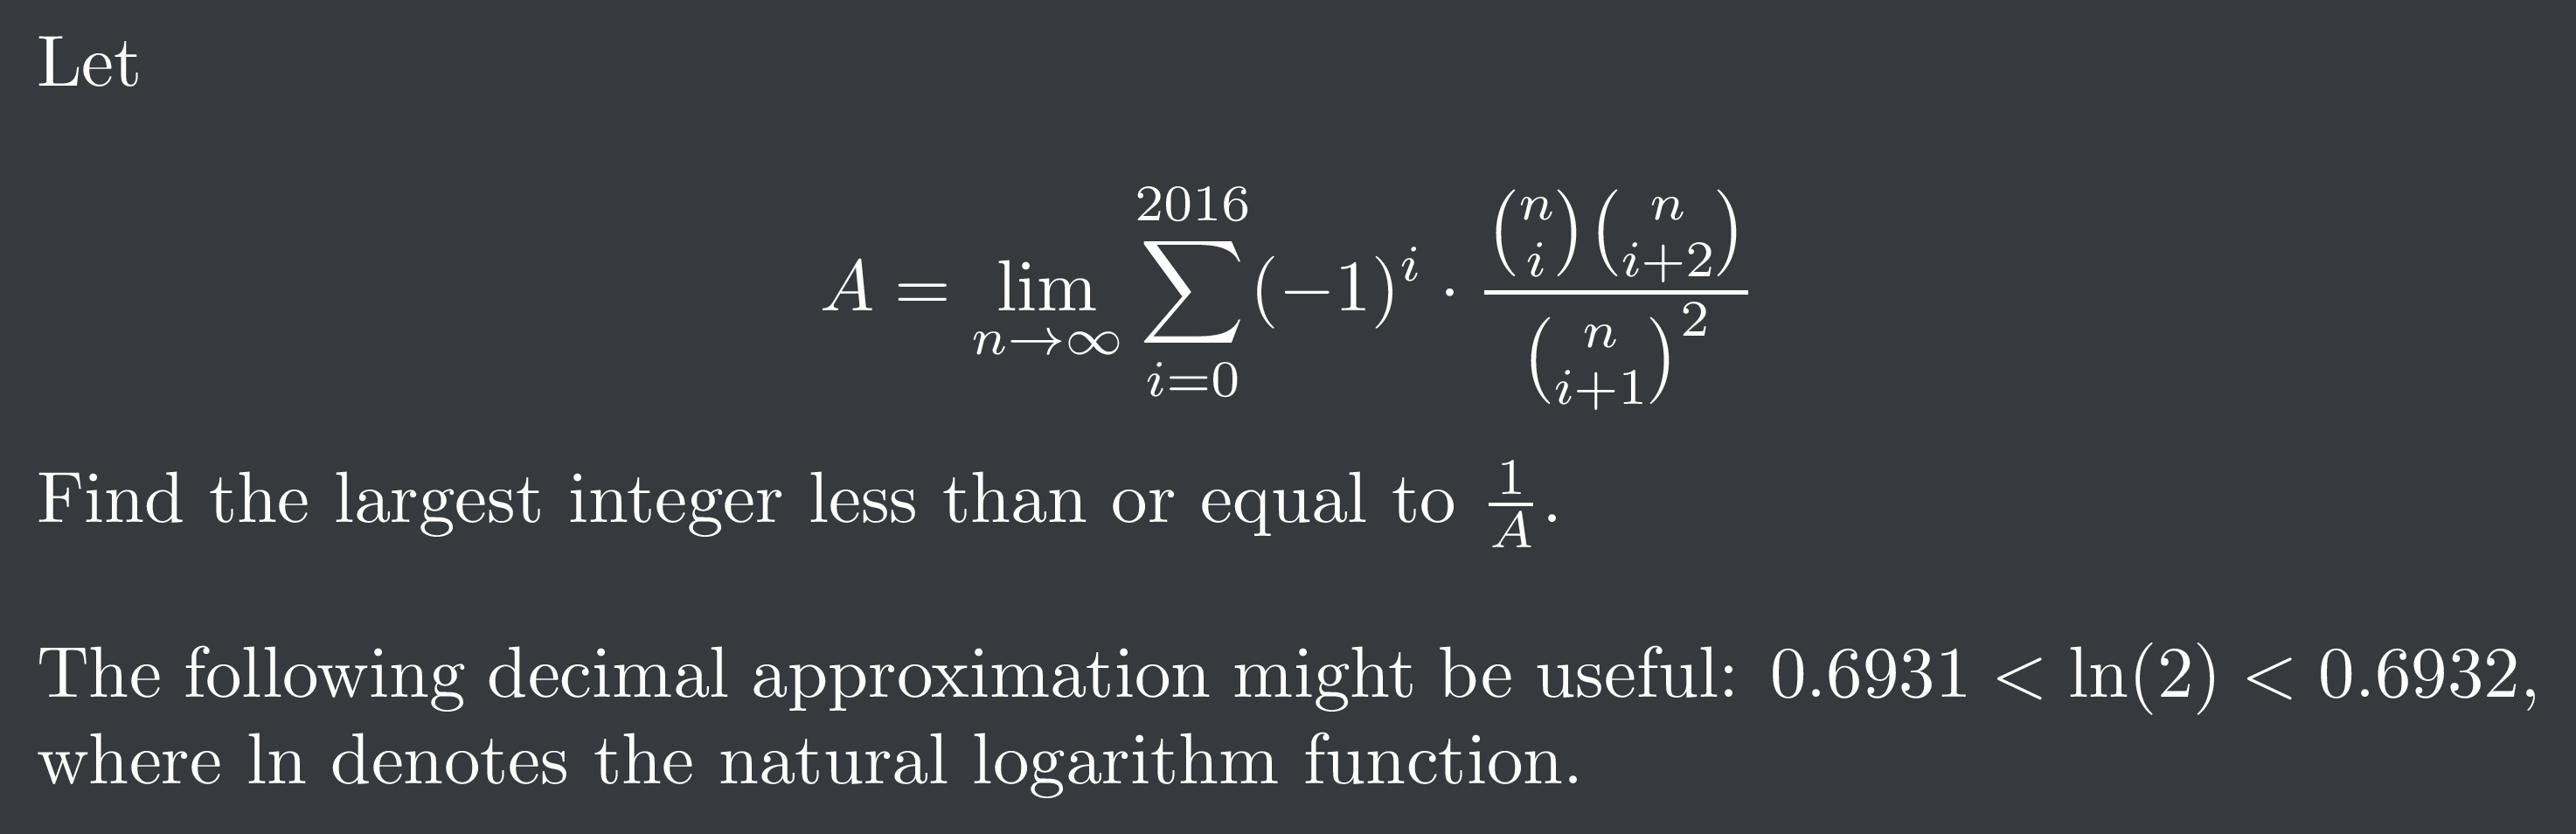 Let
$$A = \lim_{n \to \infty} \sum_{i=0}^{2016} (-1)^i \cdot \frac{\binom{n}{i}\binom{n}{i+2}}{\binom{n}{i+1}^2}$$
Find the largest integer less than or equal to $\frac{1}{A}$.
The following decimal approximation might be useful: $0.6931 < \ln(2) < 0.6932$,
where ln denotes the natural logarithm function.